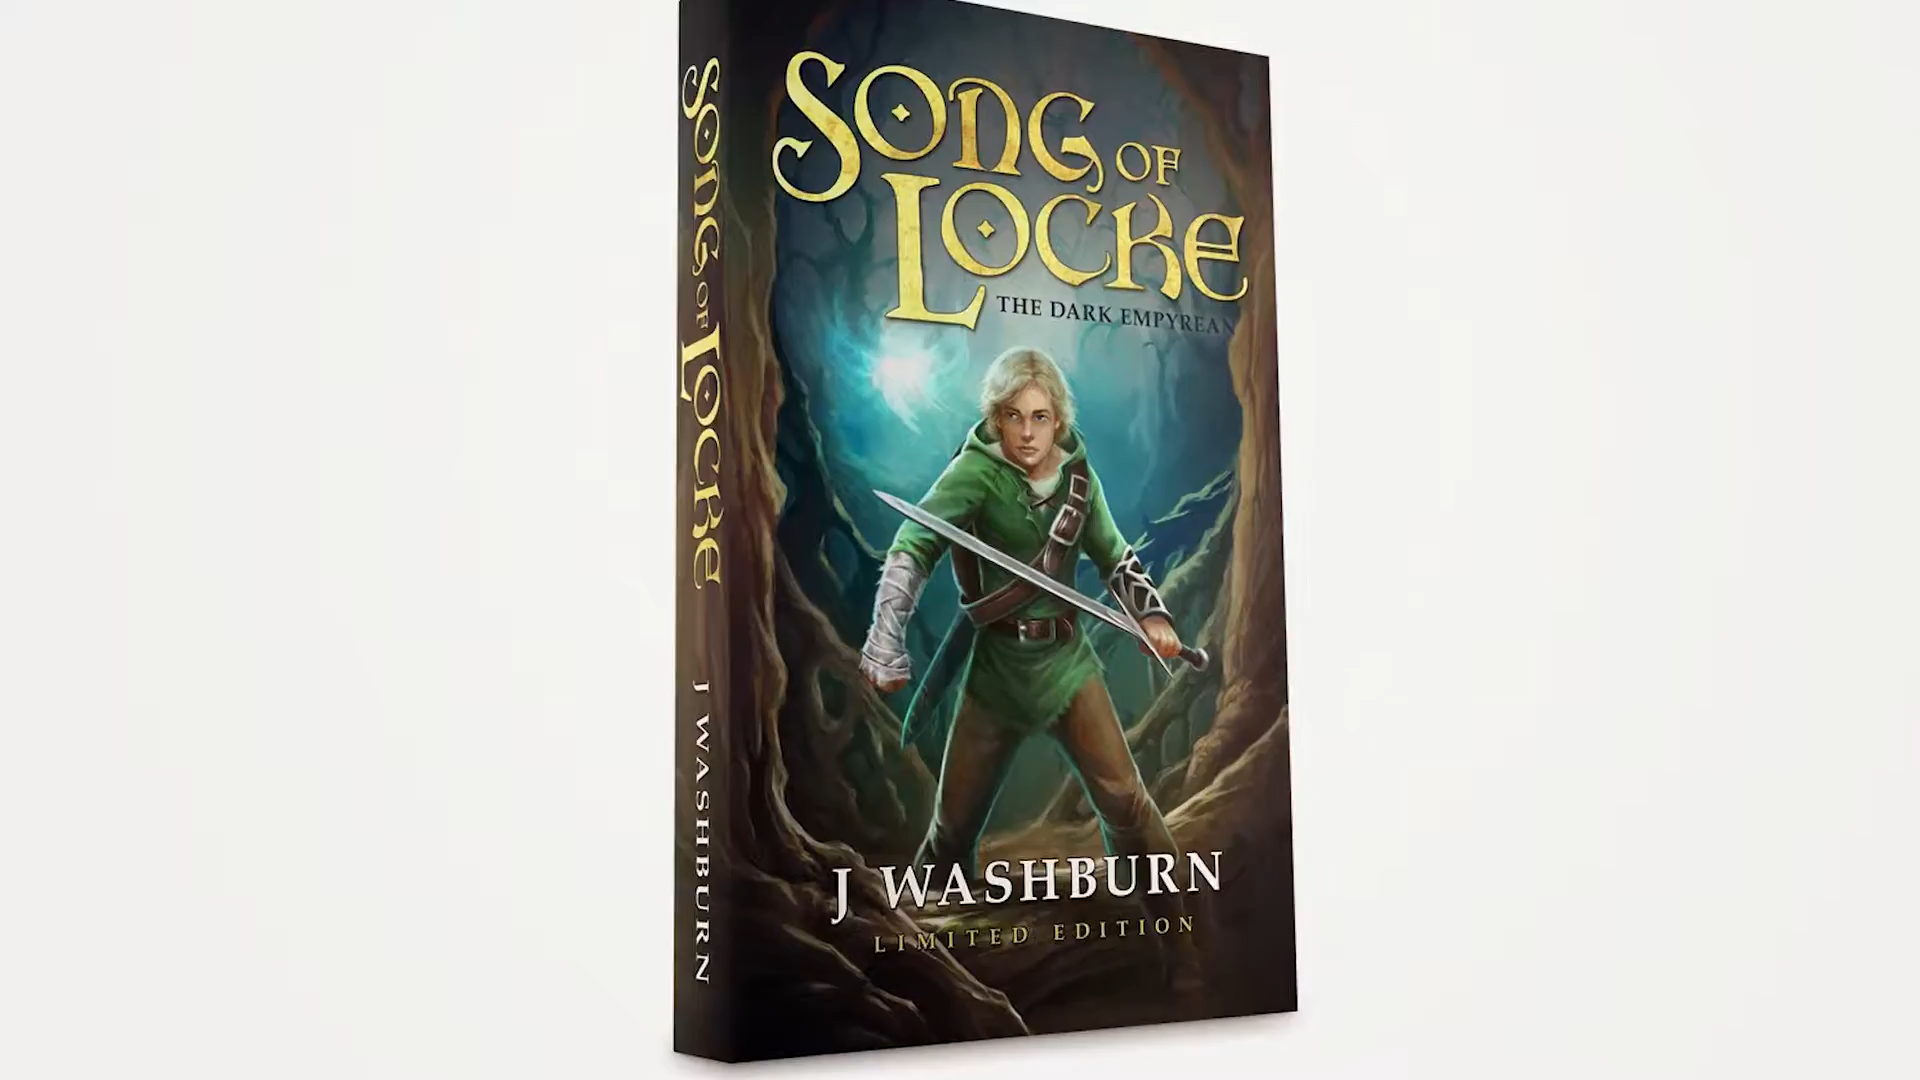 SONG OF
LOCKE
THE DARK EMPYREAN
J WASHBURN
LIMITED EDITION
SONG OF LOCKE
J WASHBURN